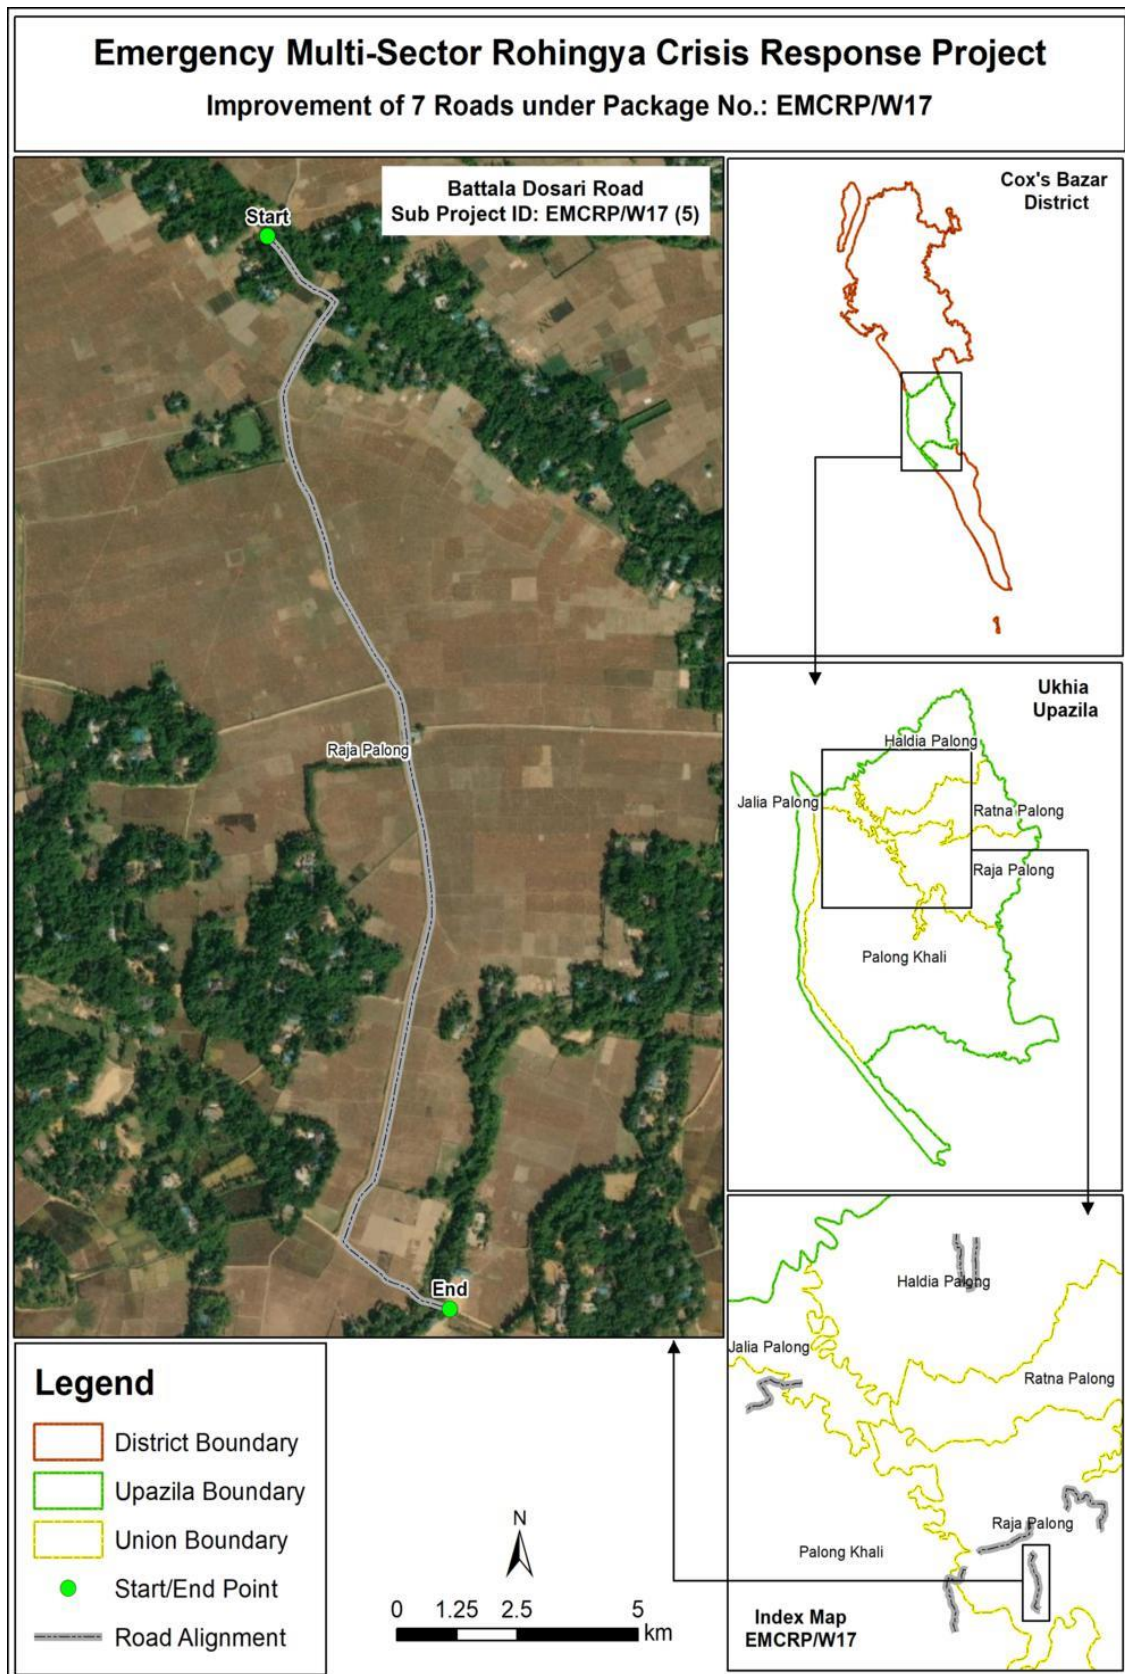 Emergency Multi-Sector Rohingya Crisis Response Project
Improvement of 7 Roads under Package No.: EMCRP/W17
Battala Dosari Road
Sub Project ID: EMCRP/W17 (5)
Start
Raja Palong
End
Cox's Bazar
District
Ukhia
Upazila
Haldia Palong
Jalia Palong
Ratna Palong
Raja Palong
Palong Khali
Haldia Palong
Jalia Palong
Ratna Palong
Raja Palong
Palong Khali
Index Map
EMCRP/W17
Legend
District Boundary
Upazila Boundary
Union Boundary
Start/End Point
Road Alignment
N
0 1.25 2.5 5
km